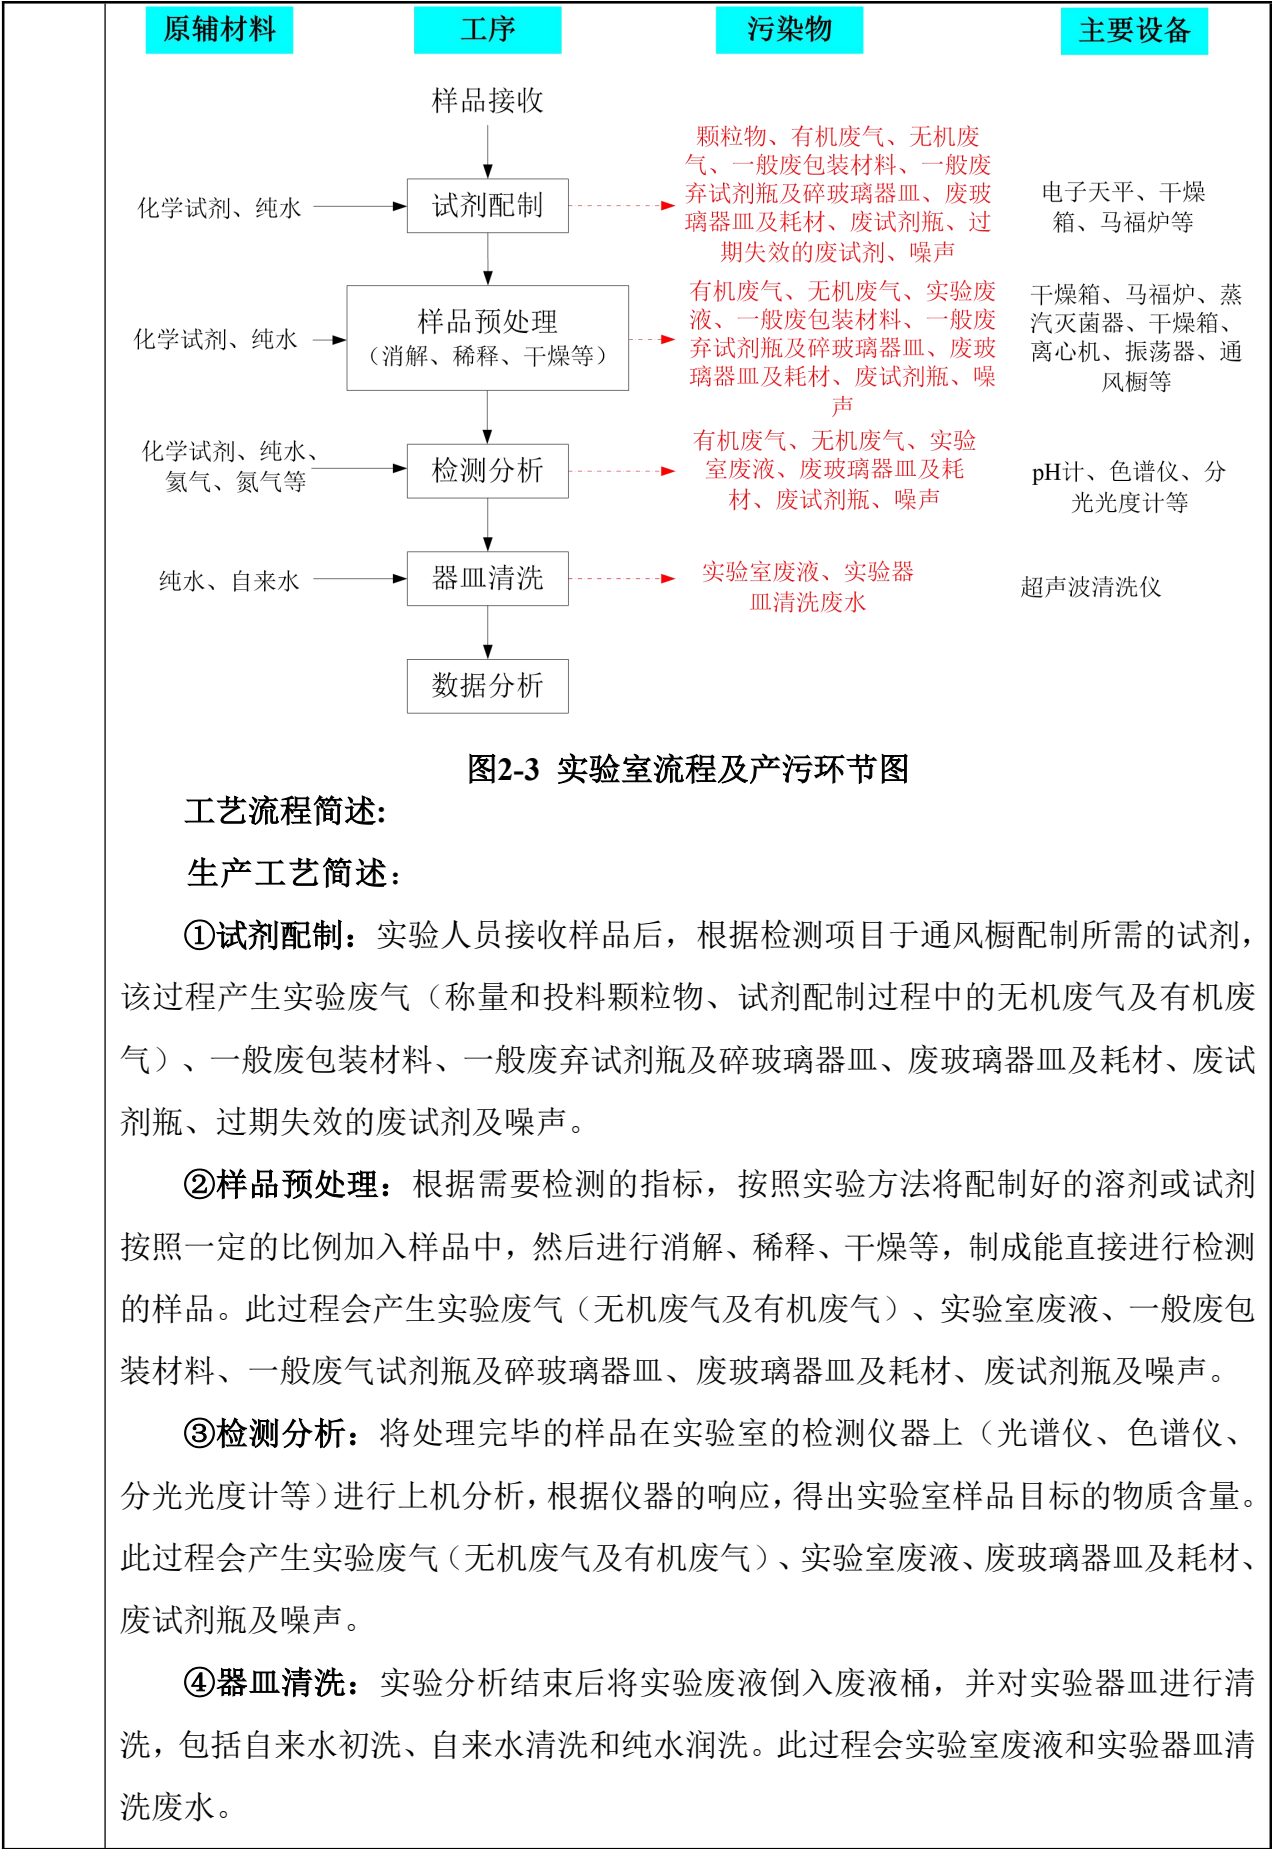 原辅材料
工序
污染物
主要设备
样品接收
化学试剂、纯水
试剂配制
颗粒物、有机废气、无机废
气、一般废包装材料、一般废
弃试剂瓶及碎玻璃器皿、废玻
璃器皿及耗材、废试剂瓶、过
期失效的废试剂、噪声
电子天平、干燥
箱、马福炉等
化学试剂、纯水
样品预处理
（消解、稀释、干燥等）
有机废气、无机废气、实验废
液、一般废包装材料、一般废
弃试剂瓶及碎玻璃器皿、废玻
璃器皿及耗材、废试剂瓶、噪
声
干燥箱、马福炉、蒸
汽灭菌器、干燥箱、
离心机、振荡器、通
风橱等
化学试剂、纯水、
氦气、氮气等
检测分析
有机废气、无机废气、实验
室废液、废玻璃器皿及耗
材、废试剂瓶、噪声
pH计、色谱仪、分
光光度计等
纯水、自来水
器皿清洗
实验室废液、实验器
皿清洗废水
超声波清洗仪
数据分析
图2-3 实验室流程及产污环节图
工艺流程简述:
生产工艺简述：
①试剂配制：实验人员接收样品后，根据检测项目于通风橱配制所需的试剂，
该过程产生实验废气（称量和投料颗粒物、试剂配制过程中的无机废气及有机废
气）、一般废包装材料、一般废弃试剂瓶及碎玻璃器皿、废玻璃器皿及耗材、废试
剂瓶、过期失效的废试剂及噪声。
②样品预处理：根据需要检测的指标，按照实验方法将配制好的溶剂或试剂
按照一定的比例加入样品中，然后进行消解、稀释、干燥等，制成能直接进行检测
的样品。此过程会产生实验废气（无机废气及有机废气）、实验室废液、一般废包
装材料、一般废气试剂瓶及碎玻璃器皿、废玻璃器皿及耗材、废试剂瓶及噪声。
③检测分析：将处理完毕的样品在实验室的检测仪器上（光谱仪、色谱仪、
分光光度计等）进行上机分析，根据仪器的响应，得出实验室样品目标的物质含量。
此过程会产生实验废气（无机废气及有机废气）、实验室废液、废玻璃器皿及耗材、
废试剂瓶及噪声。
④器皿清洗：实验分析结束后将实验废液倒入废液桶，并对实验器皿进行清
洗，包括自来水初洗、自来水清洗和纯水润洗。此过程会实验室废液和实验器皿清
洗废水。